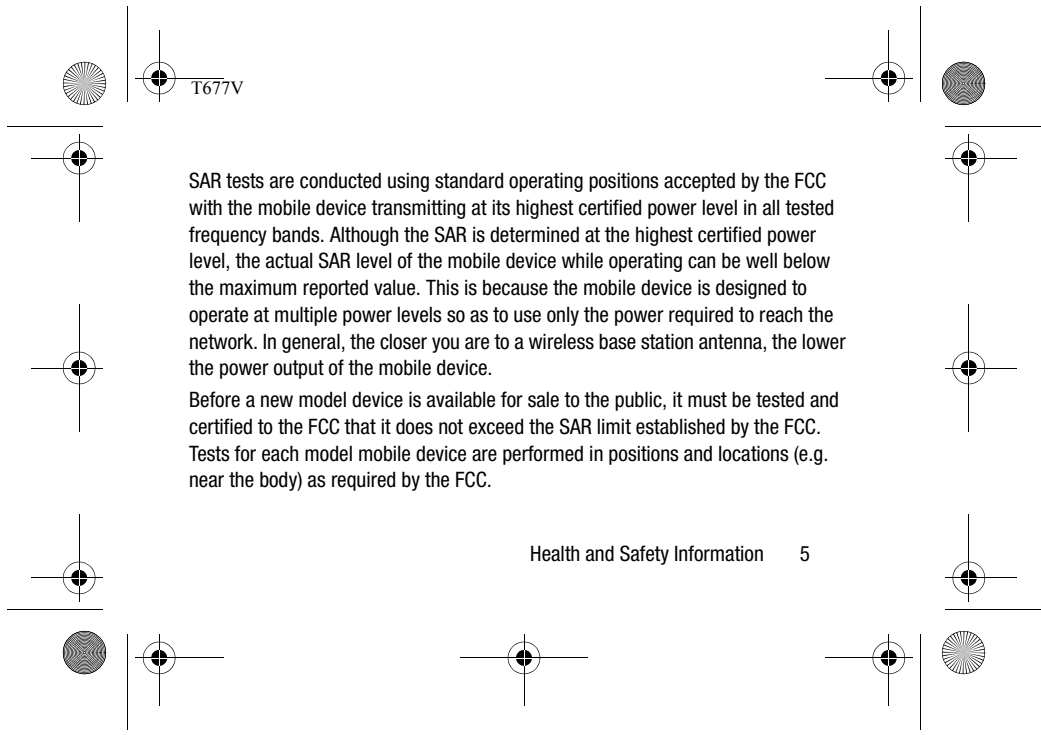 T677V
SAR tests are conducted using standard operating positions accepted by the FCC
with the mobile device transmitting at its highest certified power level in all tested
frequency bands. Although the SAR is determined at the highest certified power
level, the actual SAR level of the mobile device while operating can be well below
the maximum reported value. This is because the mobile device is designed to
operate at multiple power levels so as to use only the power required to reach the
network. In general, the closer you are to a wireless base station antenna, the lower
the power output of the mobile device.
Before a new model device is available for sale to the public, it must be tested and
certified to the FCC that it does not exceed the SAR limit established by the FCC.
Tests for each model mobile device are performed in positions and locations (e.g.
near the body) as required by the FCC.
Health and Safety Information 5